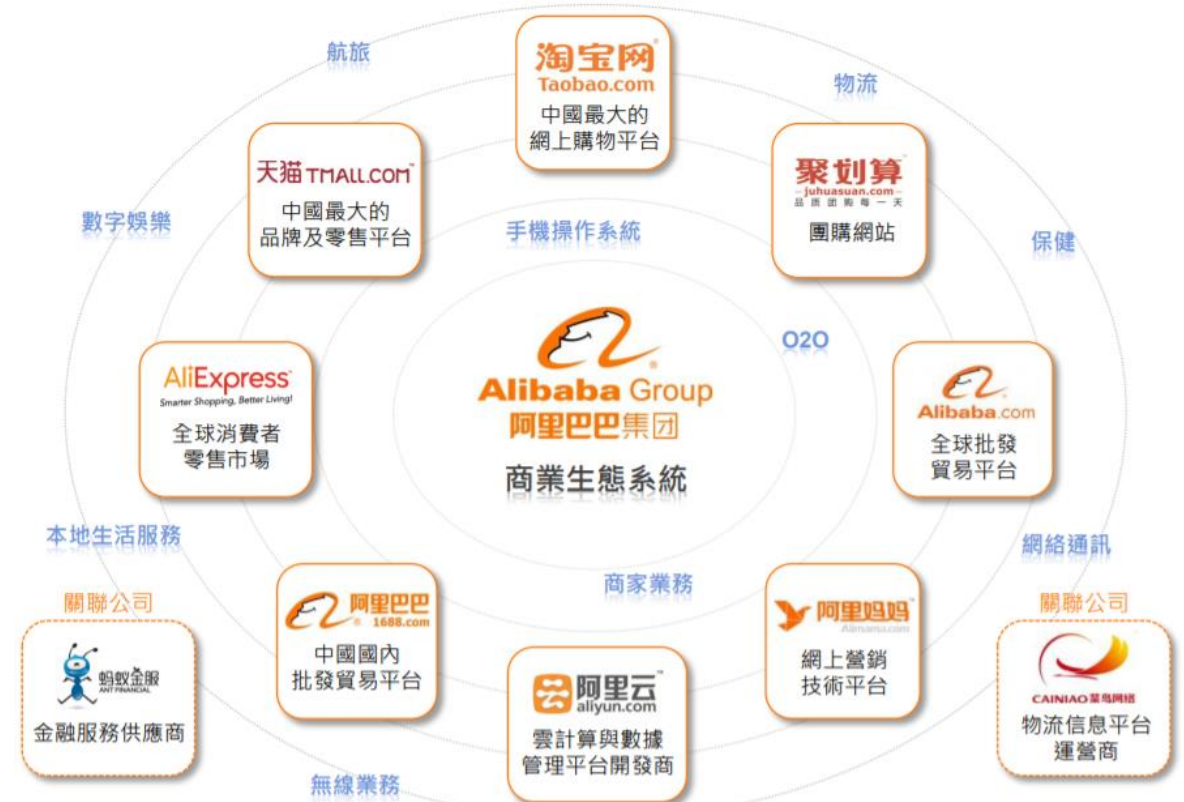 航旅
淘宝网
Taobao.com
中國最大的
網上購物平台
物流
天猫 TMALL.COM
中國最大的
品牌及零售平台
聚划算
juhuasuan.com
品质团购每一天
團購網站
數字娛樂
手機操作系統
保健
O2O
AliExpress
Smarter Shopping, Better Living!
全球消費者
零售市場
Alibaba Group
阿里巴巴集团
商業生態系統
Alibaba.com
全球批發
貿易平台
本地生活服務
網絡通訊
商家業務
關聯公司
蚂蚁金服
ANT FINANCIAL
金融服務供應商
阿里巴巴
1688.com
中國國內
批發貿易平台
阿里云
aliyun.com
雲計算與數據
管理平台開發商
阿里妈妈
Alimama.com
網上營銷
技術平台
關聯公司
CAINIAO 菜鸟网络
物流信息平台
運營商
無線業務